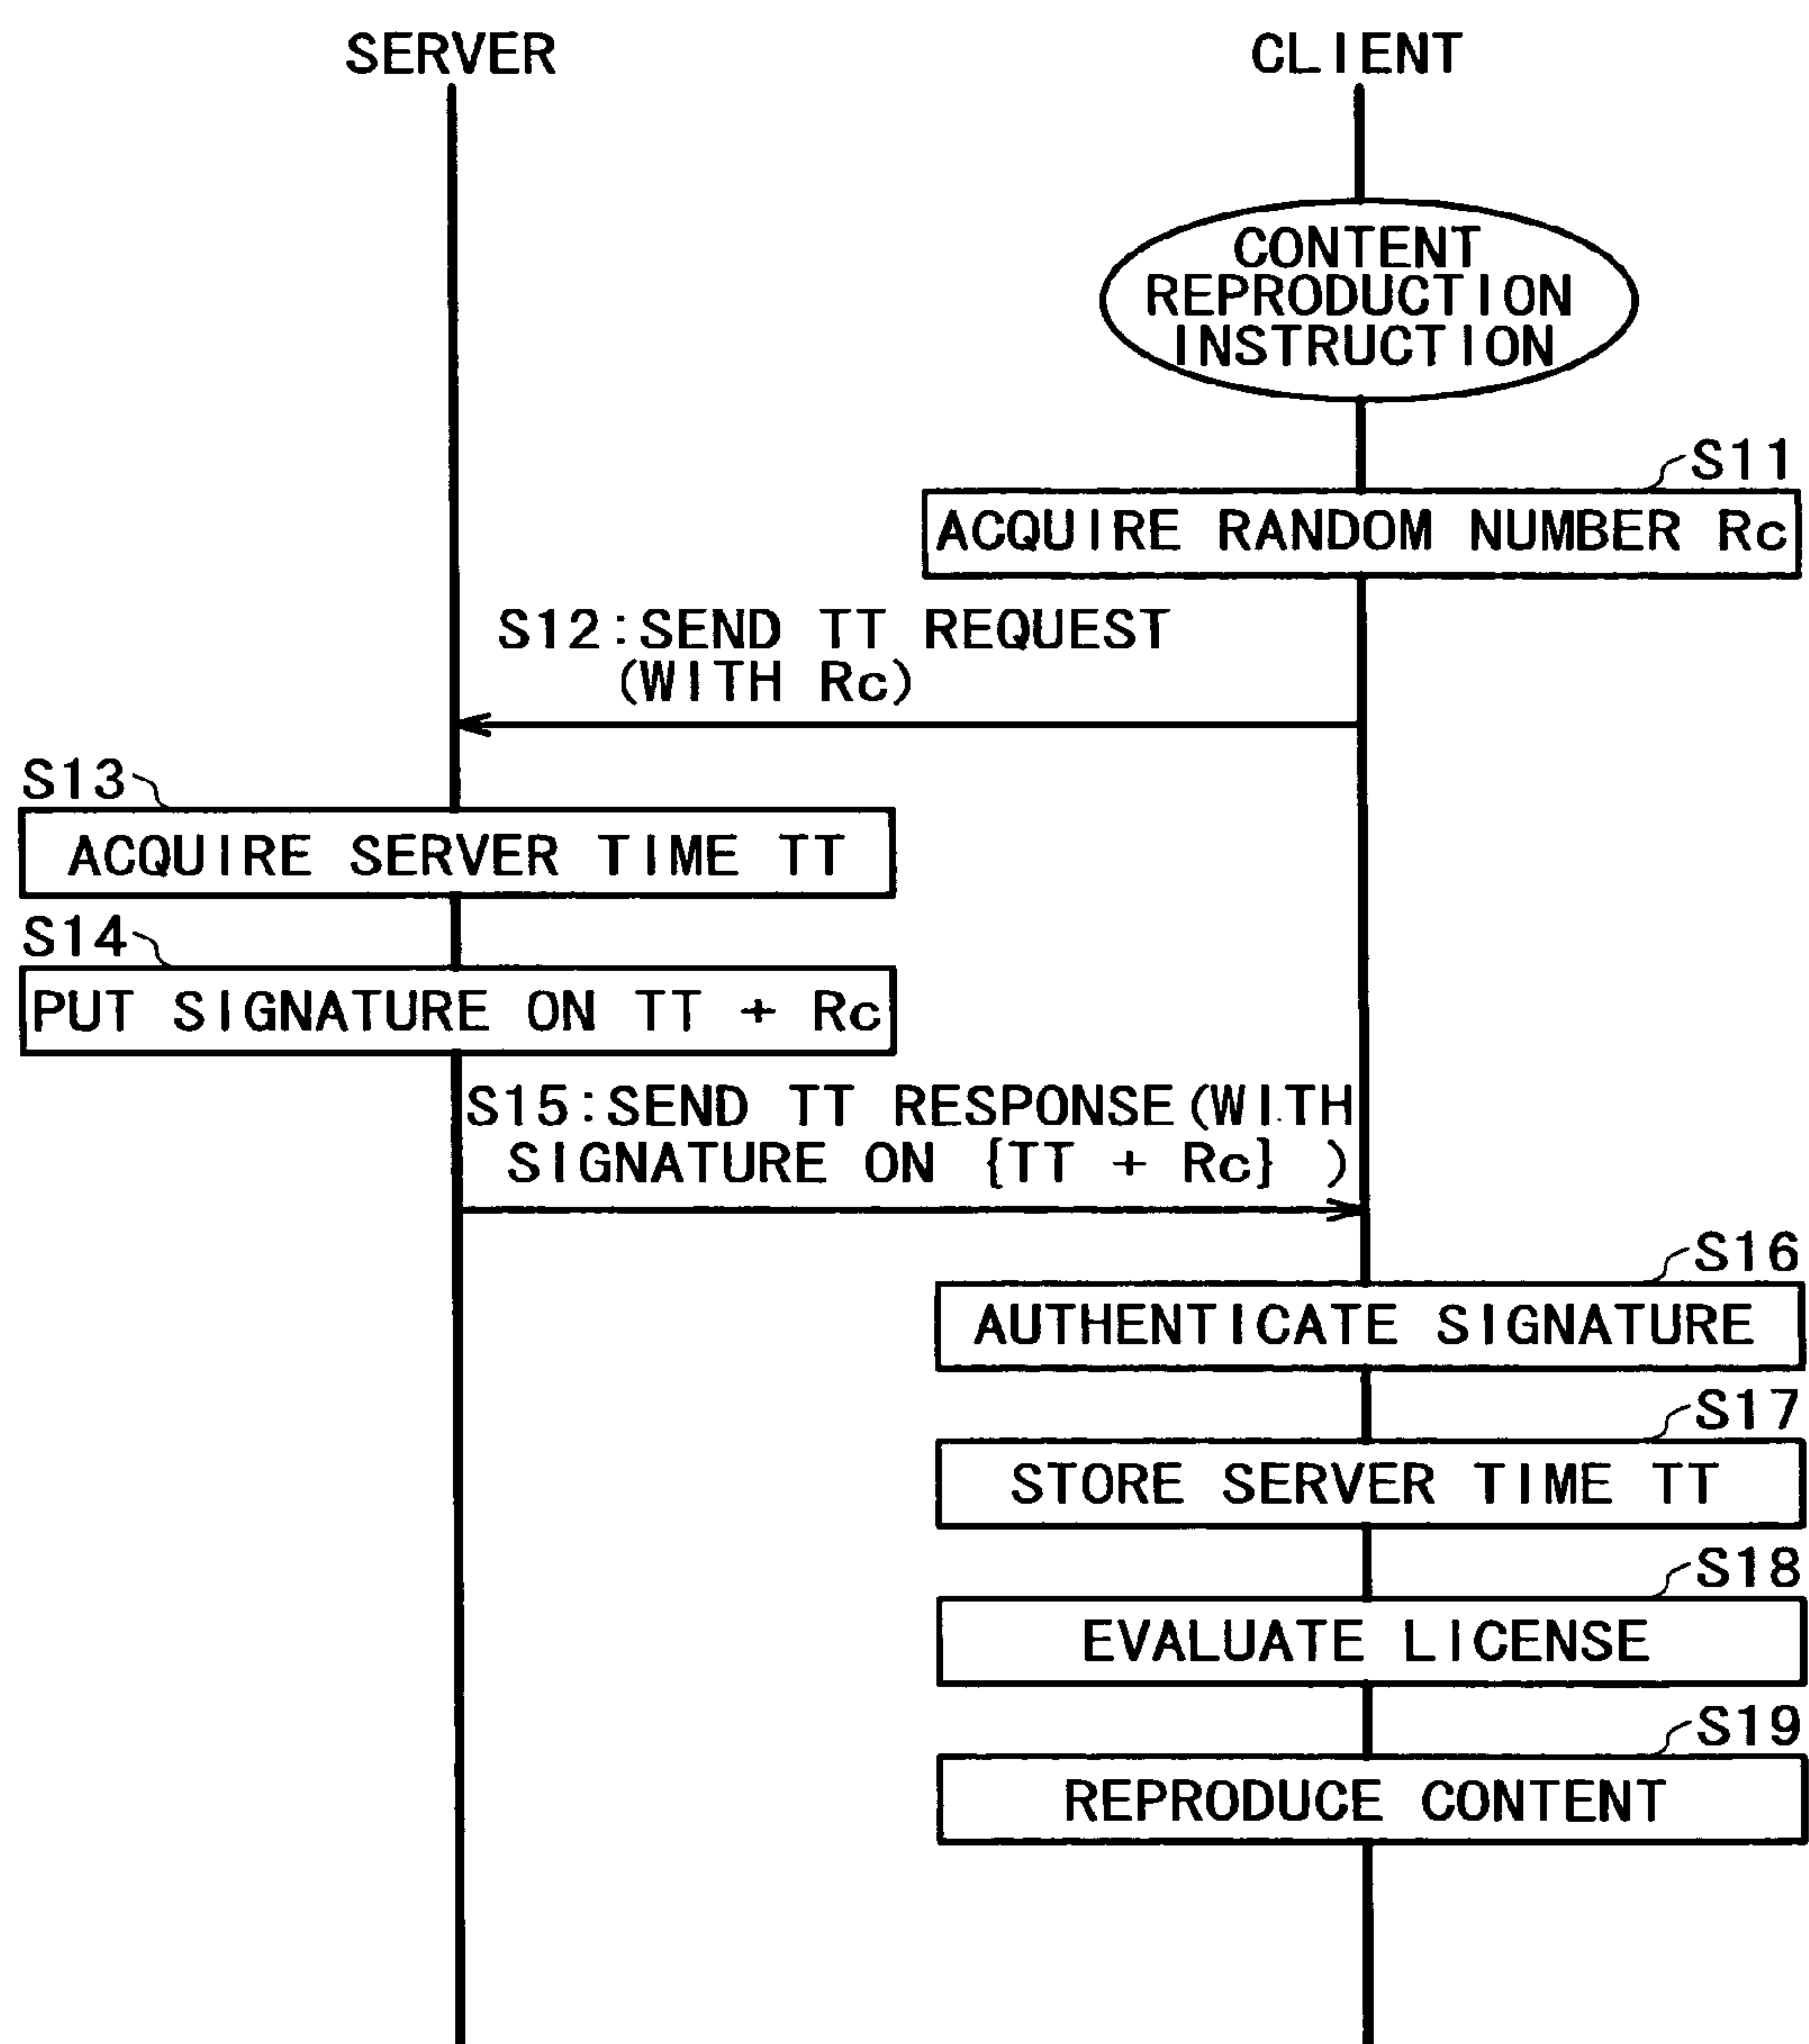 SERVER
CLIENT
CONTENT
REPRODUCTION
INSTRUCTION
S11
ACQUIRE RANDOM NUMBER Rc
S12:SEND TT REQUEST
(WITH Rc)
S13
ACQUIRE SERVER TIME TT
S14
PUT SIGNATURE ON TT + Rc
S15:SEND TT RESPONSE(WITH
SIGNATURE ON {TT + Rc} )
S16
AUTHENTICATE SIGNATURE
S17
STORE SERVER TIME TT
S18
EVALUATE LICENSE
S19
REPRODUCE CONTENT